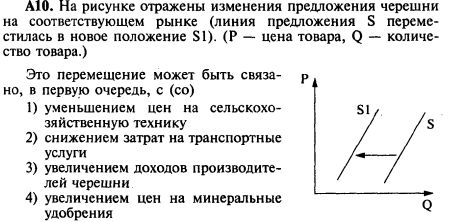 А10. На рисунке отражены изменения предложения черешни
на соответствующем рынке (линия предложения S переме-
стилась в новое положение S1). (P — цена товара, Q — количе-
ство товара.)
Это перемещение может быть связа-
но, в первую очередь, с (со)
1) уменьшением цен на сельскохо-
зяйственную технику
2) снижением затрат на транспортные
услуги
3) увеличением доходов производите-
лей черешни
4) увеличением цен на минеральные
удобрения
P
S1
S
Q